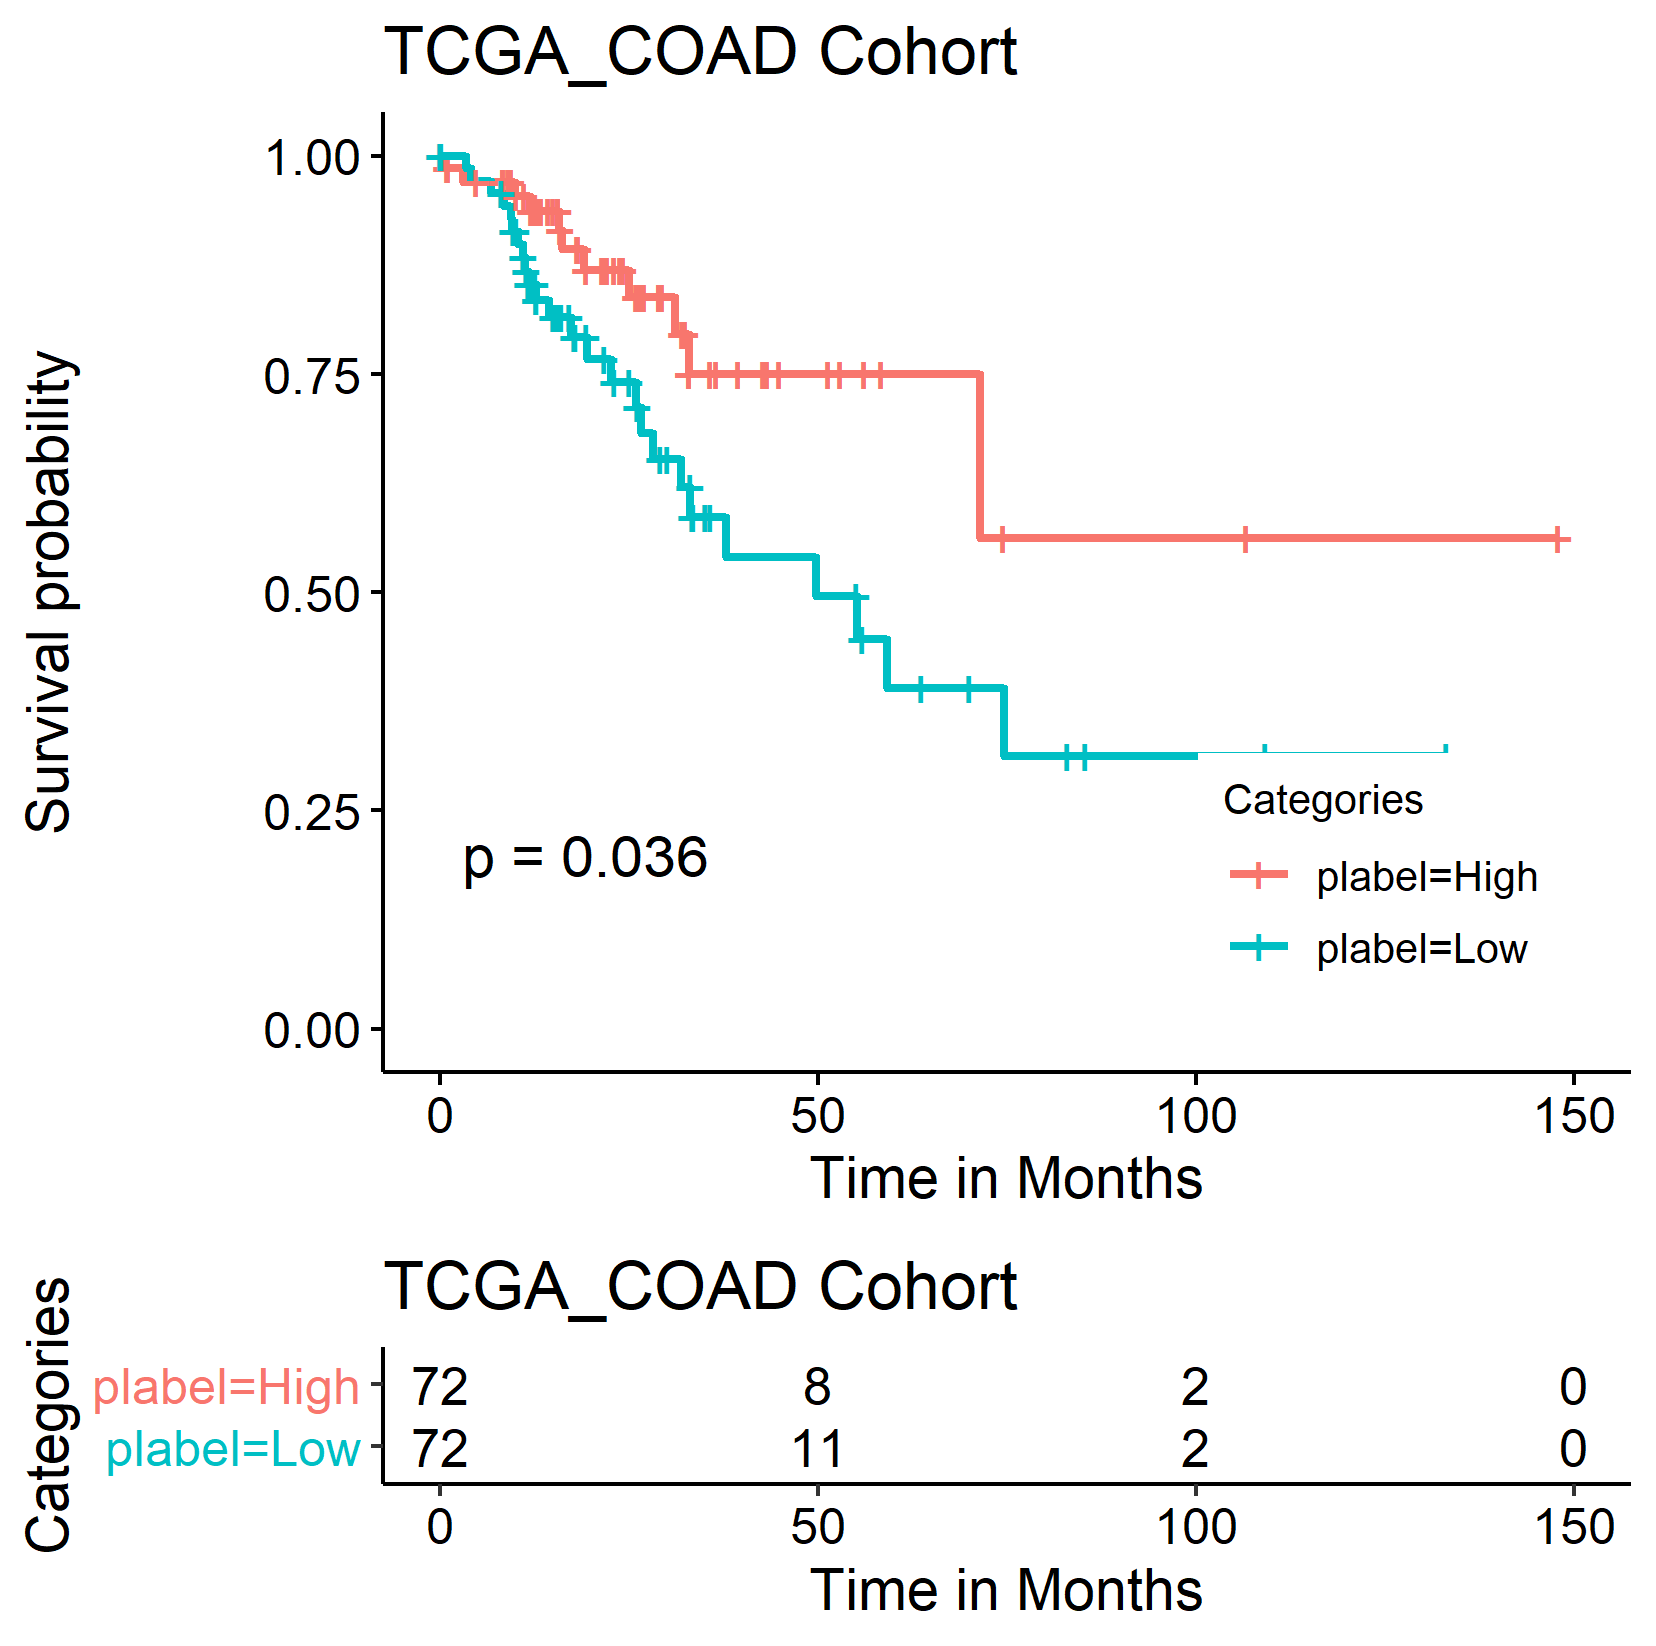 TCGA_COAD Cohort
Survival probability
1.00
0.75
0.50
0.25
0.00
p = 0.036
Categories
plabel=High
plabel=Low
0 50 100 150
Time in Months
TCGA_COAD Cohort
Categories
plabel=High 72 8 2 0
plabel=Low 72 11 2 0
0 50 100 150
Time in Months